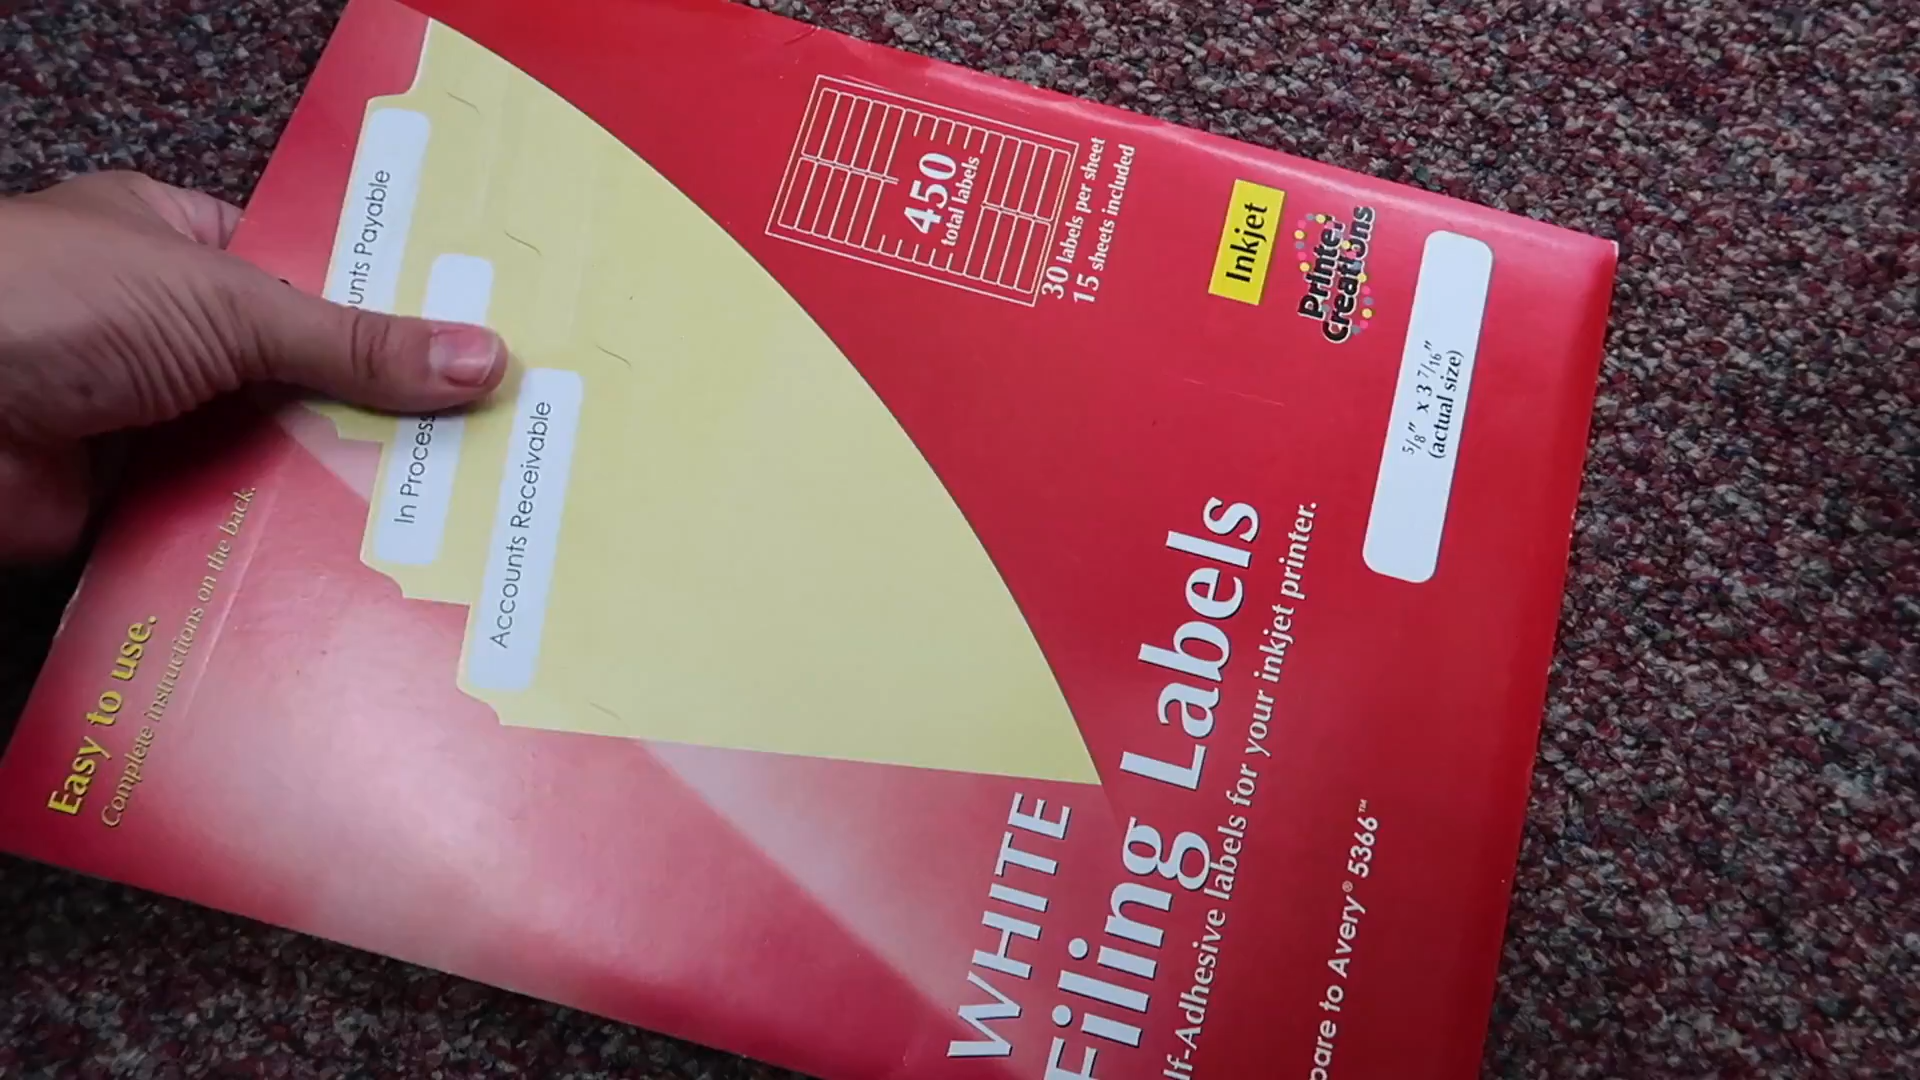 Easy to use.
Complete instructions on the back.
unts Payable
In Process
Accounts Receivable
450
total labels
30 labels per sheet
15 sheets included
WHITE
Filing Labels
lf-Adhesive labels for your inkjet printer.
pare to Avery® 5366™
Inkjet
Printer
Creations
5/8" x 3 7/16"
(actual size)